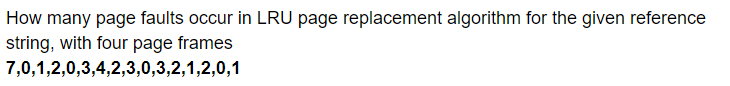 How many page faults occur in LRU page replacement algorithm for the given reference
string, with four page frames
7,0,1,2,0,3,4,2,3,0,3,2,1,2,0,1